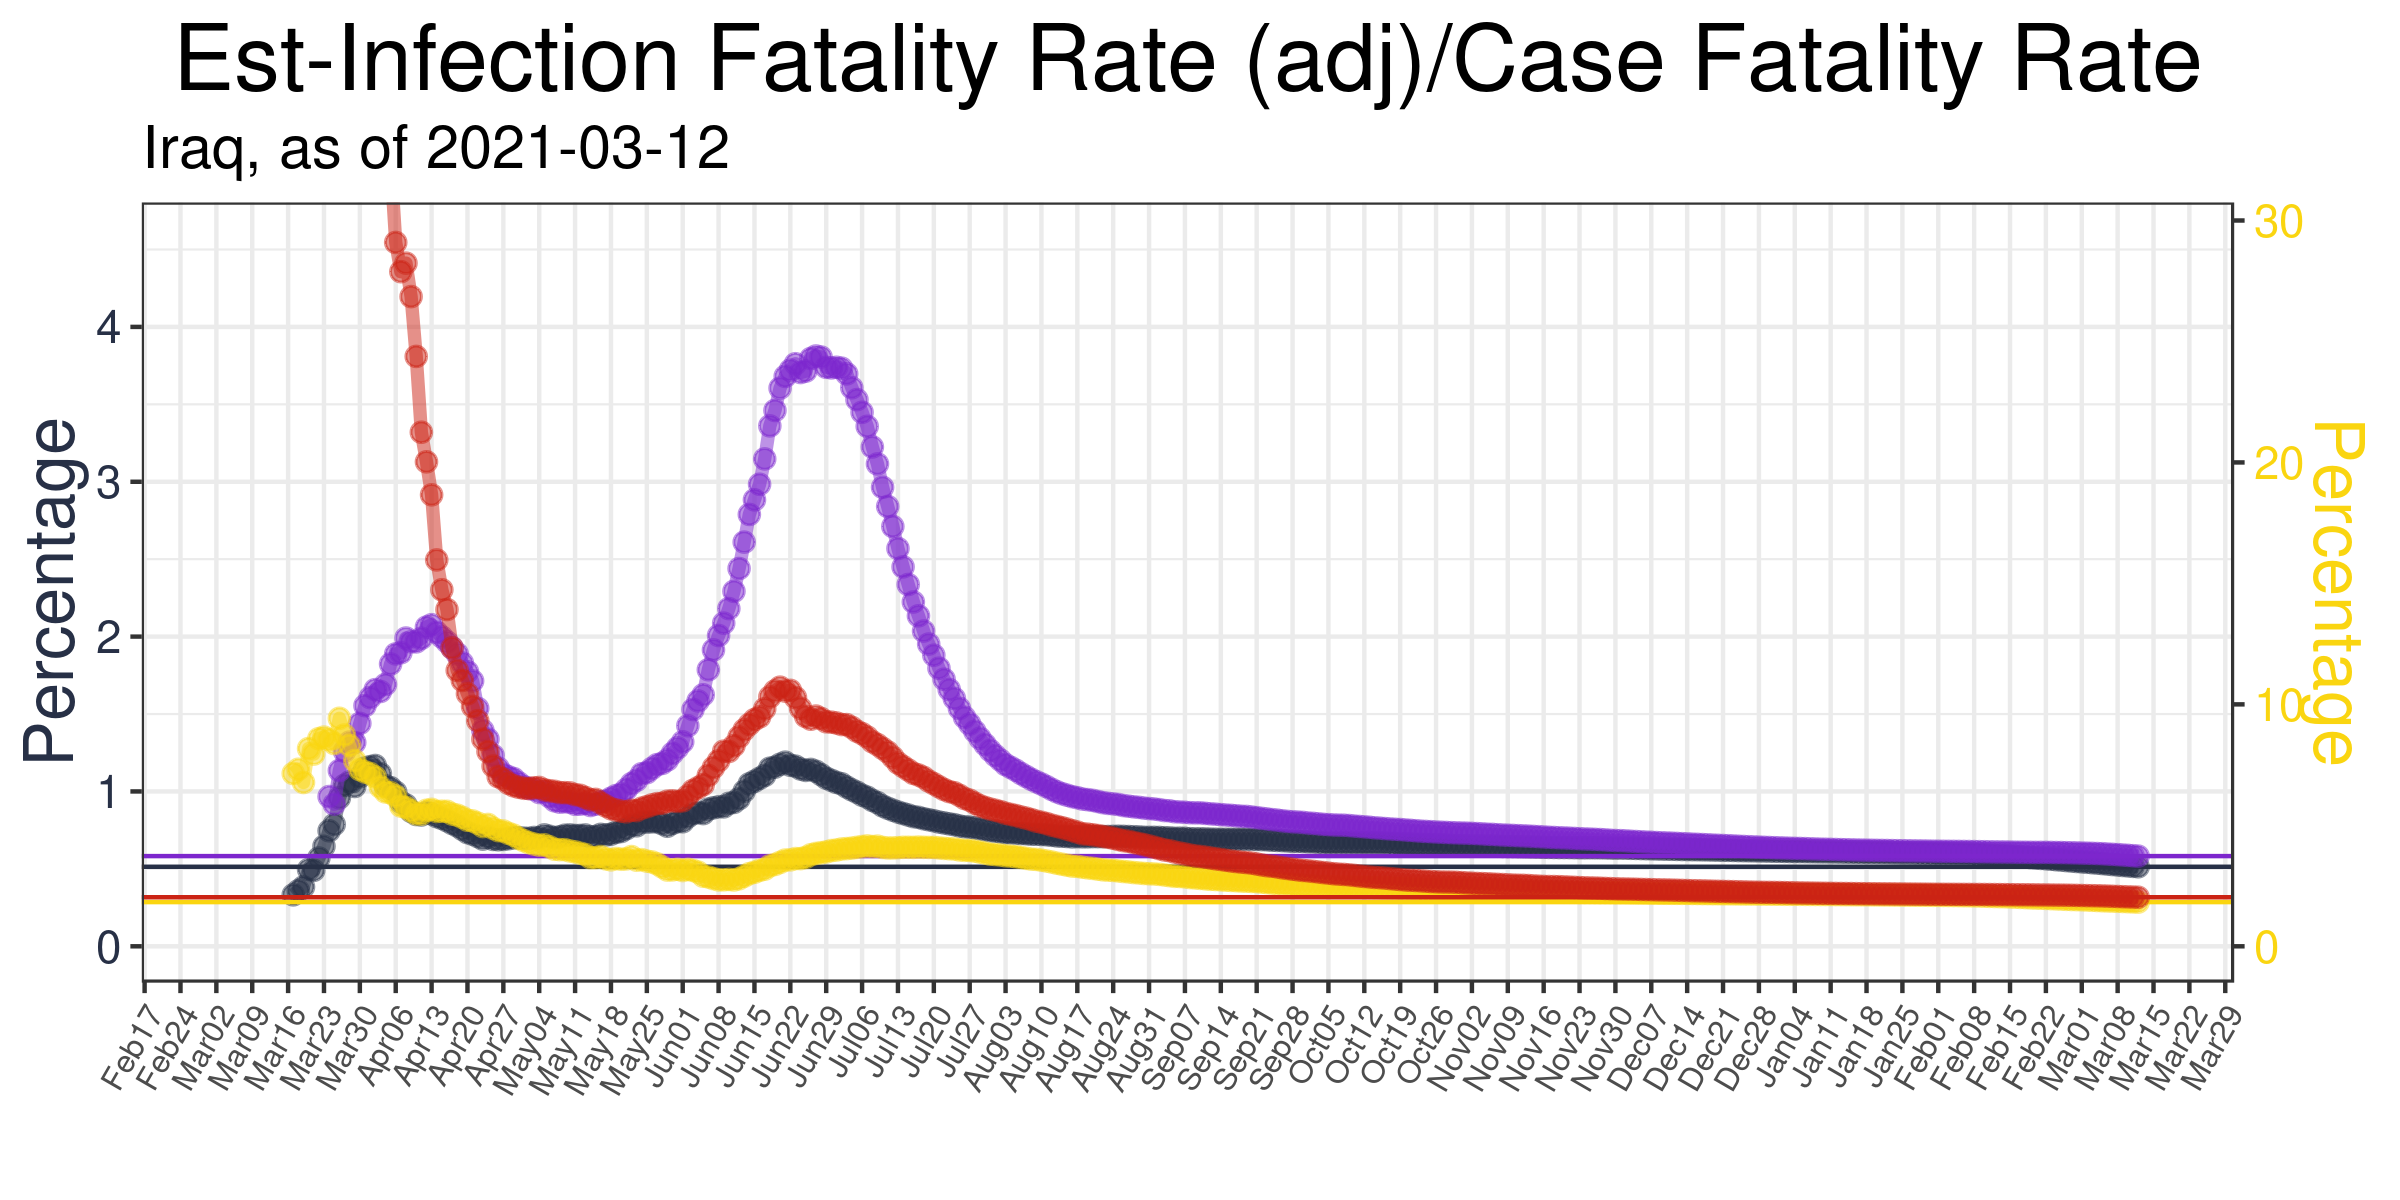 Est-Infection Fatality Rate (adj)/Case Fatality Rate
Iraq, as of 2021-03-12
Percentage
4
3
2
1
0
30
20
10
0
Percentage
Feb17
Feb24
Mar02
Mar09
Mar16
Mar23
Mar30
Apr06
Apr13
Apr20
Apr27
May04
May11
May18
May25
Jun01
Jun08
Jun15
Jun22
Jun29
Jul06
Jul13
Jul20
Jul27
Aug03
Aug10
Aug17
Aug24
Aug31
Sep07
Sep14
Sep21
Sep28
Oct05
Oct12
Oct19
Oct26
Nov02
Nov09
Nov16
Nov23
Nov30
Dec07
Dec14
Dec21
Dec28
Jan04
Jan11
Jan18
Jan25
Feb01
Feb08
Feb15
Feb22
Mar01
Mar08
Mar15
Mar22
Mar29